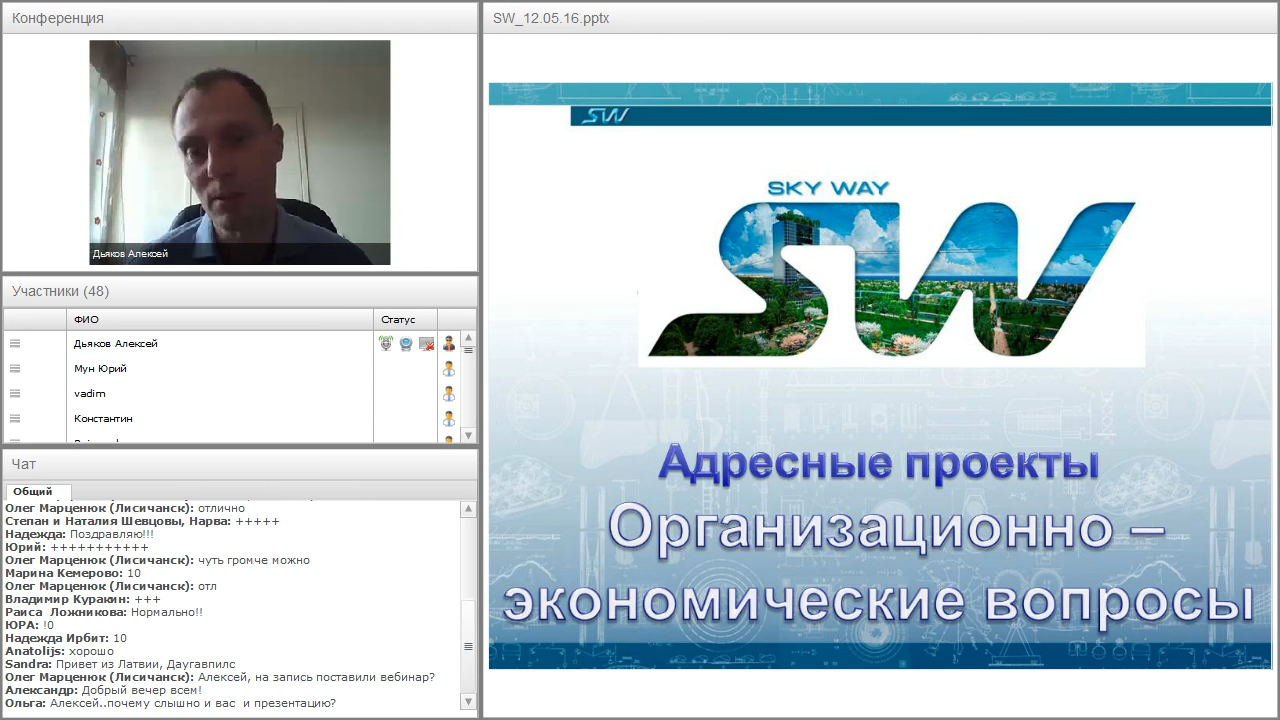 Конференция
Дьяков Алексей
Участники (48)
ФИО
Статус
Дьяков Алексей
Мун Юрий
vadim
Константин
Чат
Общий
Олег Марценюк (Лисичанск): отлично
Степан и Наталия Шевцовы, Нарва: +++++
Надежда: Поздравляю!!!
Юрий: +++++++++++
Олег Марценюк (Лисичанск): чуть громче можно
Марина Кемерово: 10
Олег Марценюк (Лисичанск): отл
Владимир Куракин: +++
Раиса Ложникова: Нормально!!
ЮРА: !0
Надежда Ирбит: 10
Anatolijs: хорошо
Sandra: Привет из Латвии, Даугавпилс
Олег Марценюк (Лисичанск): Алексей, на запись поставили вебинар?
Александр: Добрый вечер всем!
Ольга: Алексей..почему слышно и вас и презентацию?
SW_12.05.16.pptx
SW
SKY WAY
SW
Адресные проекты
Организационно –
экономические вопросы